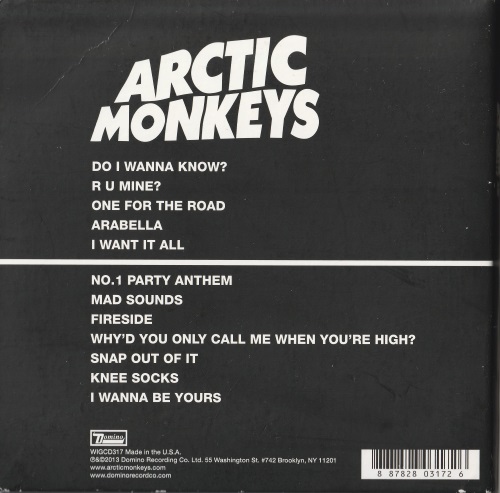 ARCTIC
MONKEYS
DO I WANNA KNOW?
R U MINE?
ONE FOR THE ROAD
ARABELLA
I WANT IT ALL
NO.1 PARTY ANTHEM
MAD SOUNDS
FIRESIDE
WHY'D YOU ONLY CALL ME WHEN YOU'RE HIGH?
SNAP OUT OF IT
KNEE SOCKS
I WANNA BE YOURS
Domino
WIGCD317 Made in the U.S.A.
℗&©2013 Domino Recording Co. Ltd. 55 Washington St. #742 Brooklyn, NY 11201
www.arcticmonkeys.com
www.dominorecordco.com
8 87828 03172 6